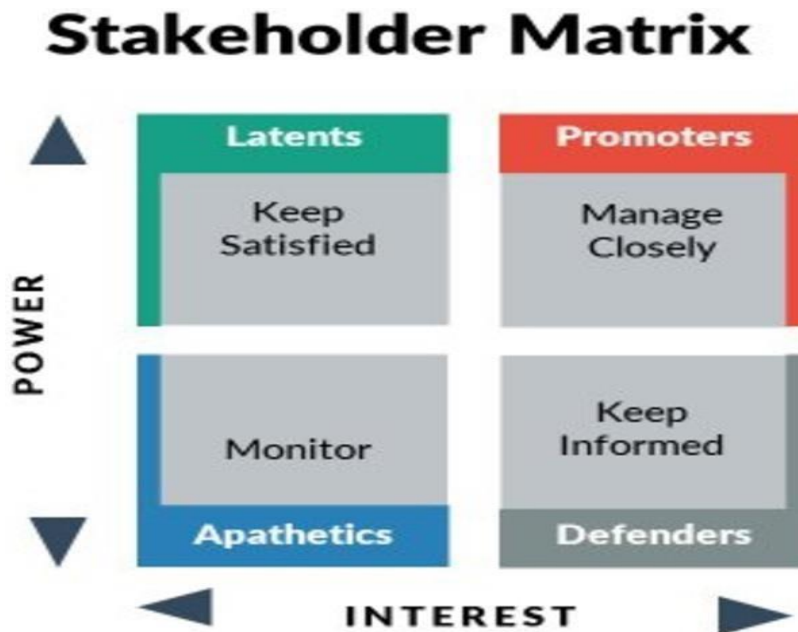 Stakeholder Matrix
Latents
Keep
Satisfied
Promoters
Manage
Closely
POWER
Monitor
Apathetics
Keep
Informed
Defenders
INTEREST